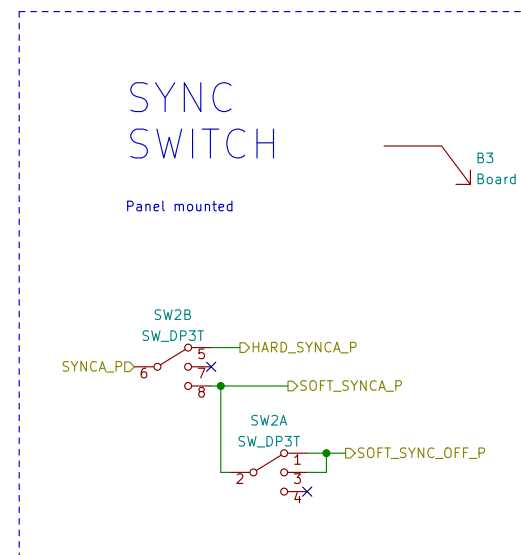 SYNC
SWITCH
B3
Board
Panel mounted
SW2B
SW_DP3T
HARD_SYNCA_P
5
SYNCA_P
6
7
SOFT_SYNCA_P
8
SW2A
SW_DP3T
SOFT_SYNC_OFF_P
1
2
3
4